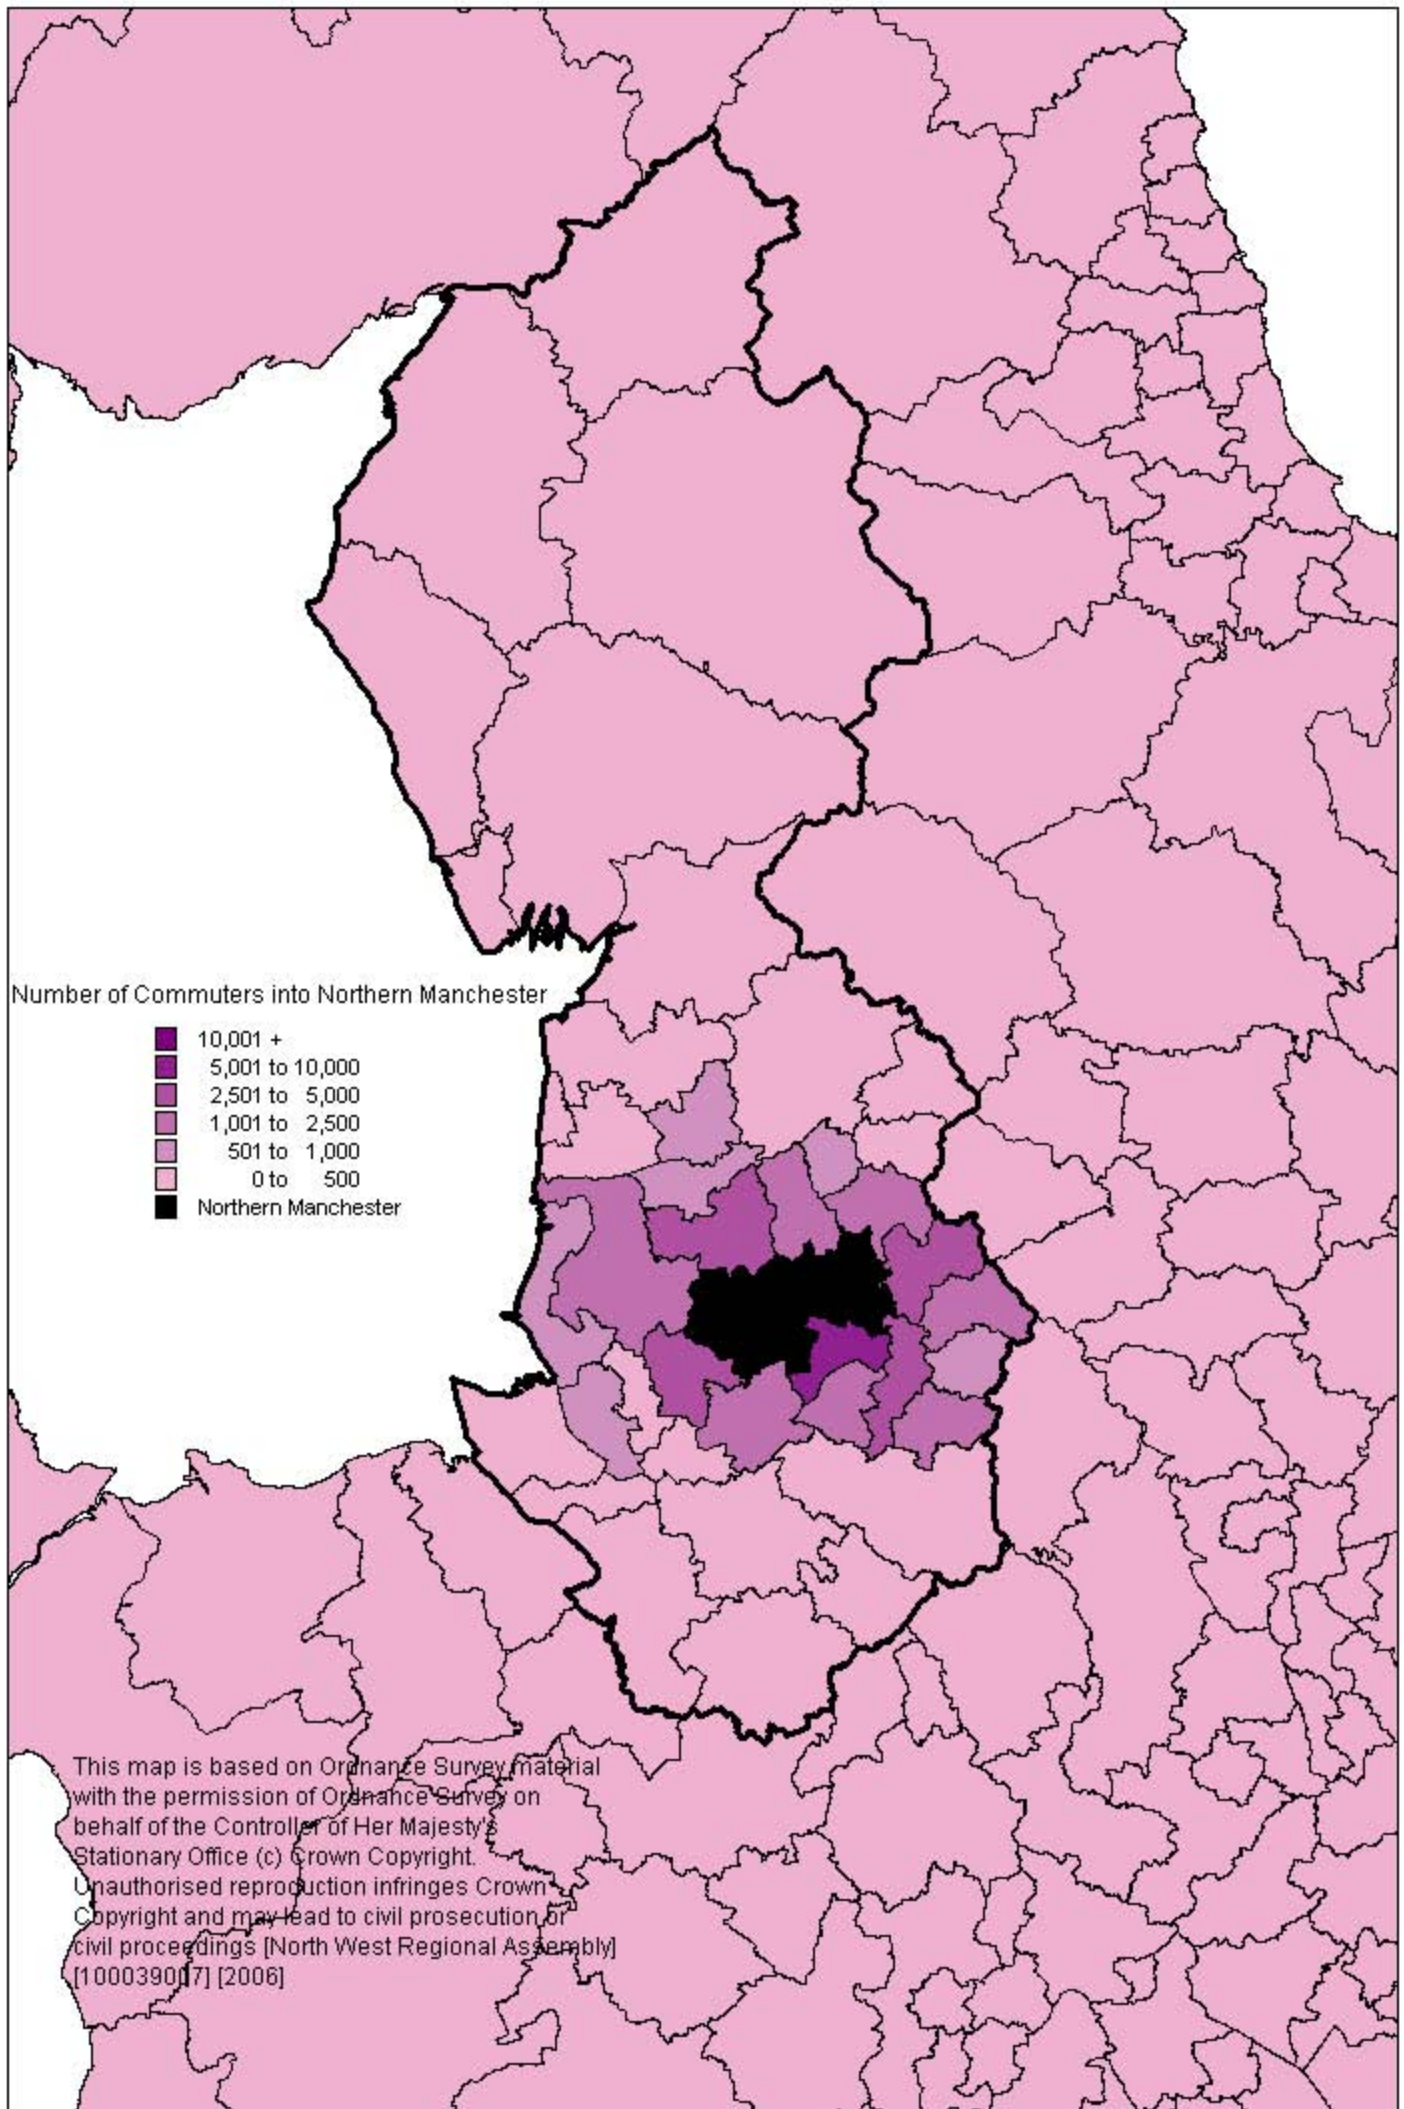 Number of Commuters into Northern Manchester
10,001 +
5,001 to 10,000
2,501 to 5,000
1,001 to 2,500
501 to 1,000
0 to 500
Northern Manchester
This map is based on Ordnance Survey material
with the permission of Ordnance Survey on
behalf of the Controller of Her Majesty's
Stationary Office (c) Crown Copyright.
Unauthorised reproduction infringes Crown
Copyright and may lead to civil prosecution or
civil proceedings [North West Regional Assembly]
[100039007] [2006]